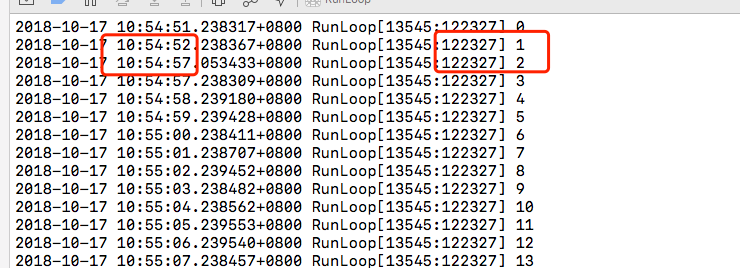 RunLoop
2018-10-17 10:54:51.238317+0800 RunLoop[13545:122327] 0
2018-10-17 10:54:52.238367+0800 RunLoop[13545:122327] 1
2018-10-17 10:54:57.053433+0800 RunLoop[13545:122327] 2
2018-10-17 10:54:57.238309+0800 RunLoop[13545:122327] 3
2018-10-17 10:54:58.239180+0800 RunLoop[13545:122327] 4
2018-10-17 10:54:59.239428+0800 RunLoop[13545:122327] 5
2018-10-17 10:55:00.238411+0800 RunLoop[13545:122327] 6
2018-10-17 10:55:01.238707+0800 RunLoop[13545:122327] 7
2018-10-17 10:55:02.239452+0800 RunLoop[13545:122327] 8
2018-10-17 10:55:03.238482+0800 RunLoop[13545:122327] 9
2018-10-17 10:55:04.238562+0800 RunLoop[13545:122327] 10
2018-10-17 10:55:05.239553+0800 RunLoop[13545:122327] 11
2018-10-17 10:55:06.239540+0800 RunLoop[13545:122327] 12
2018-10-17 10:55:07.238457+0800 RunLoop[13545:122327] 13